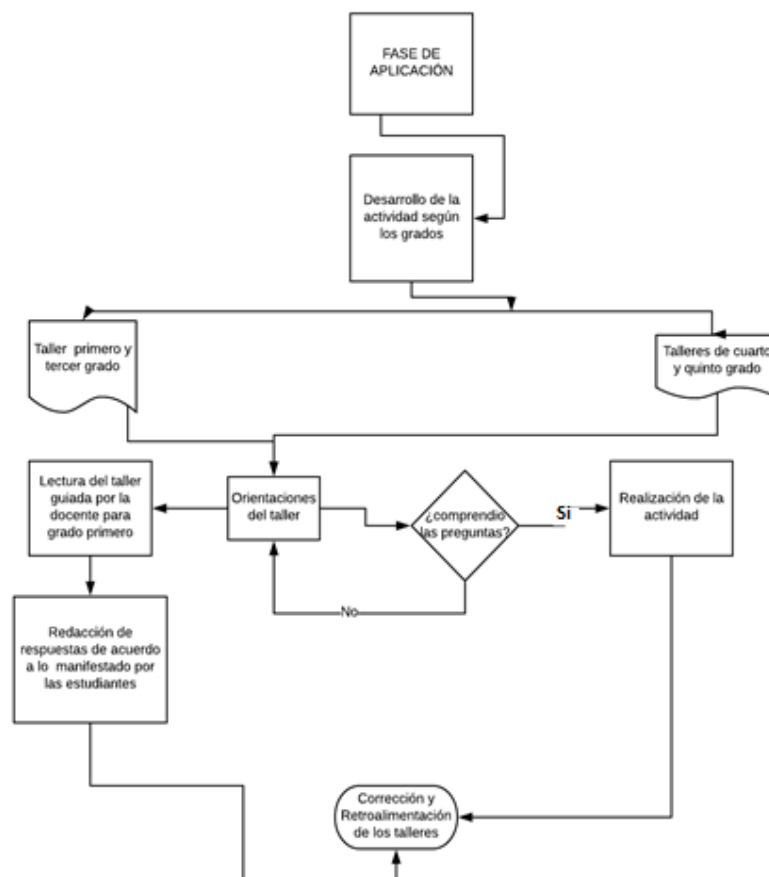 FASE DE
APLICACIÓN
Desarrollo de la
actividad según
los grados
Taller primero y
tercer grado
Talleres de cuarto
y quinto grado
Lectura del taller
guiada por la
docente para
grado primero
Orientaciones
del taller
¿comprendio
las preguntas?
Si
Realización de la
actividad
No
Redacción de
respuestas de acuerdo
a lo manifestado por
las estudiantes
Corrección y
Retroalimentación
de los talleres